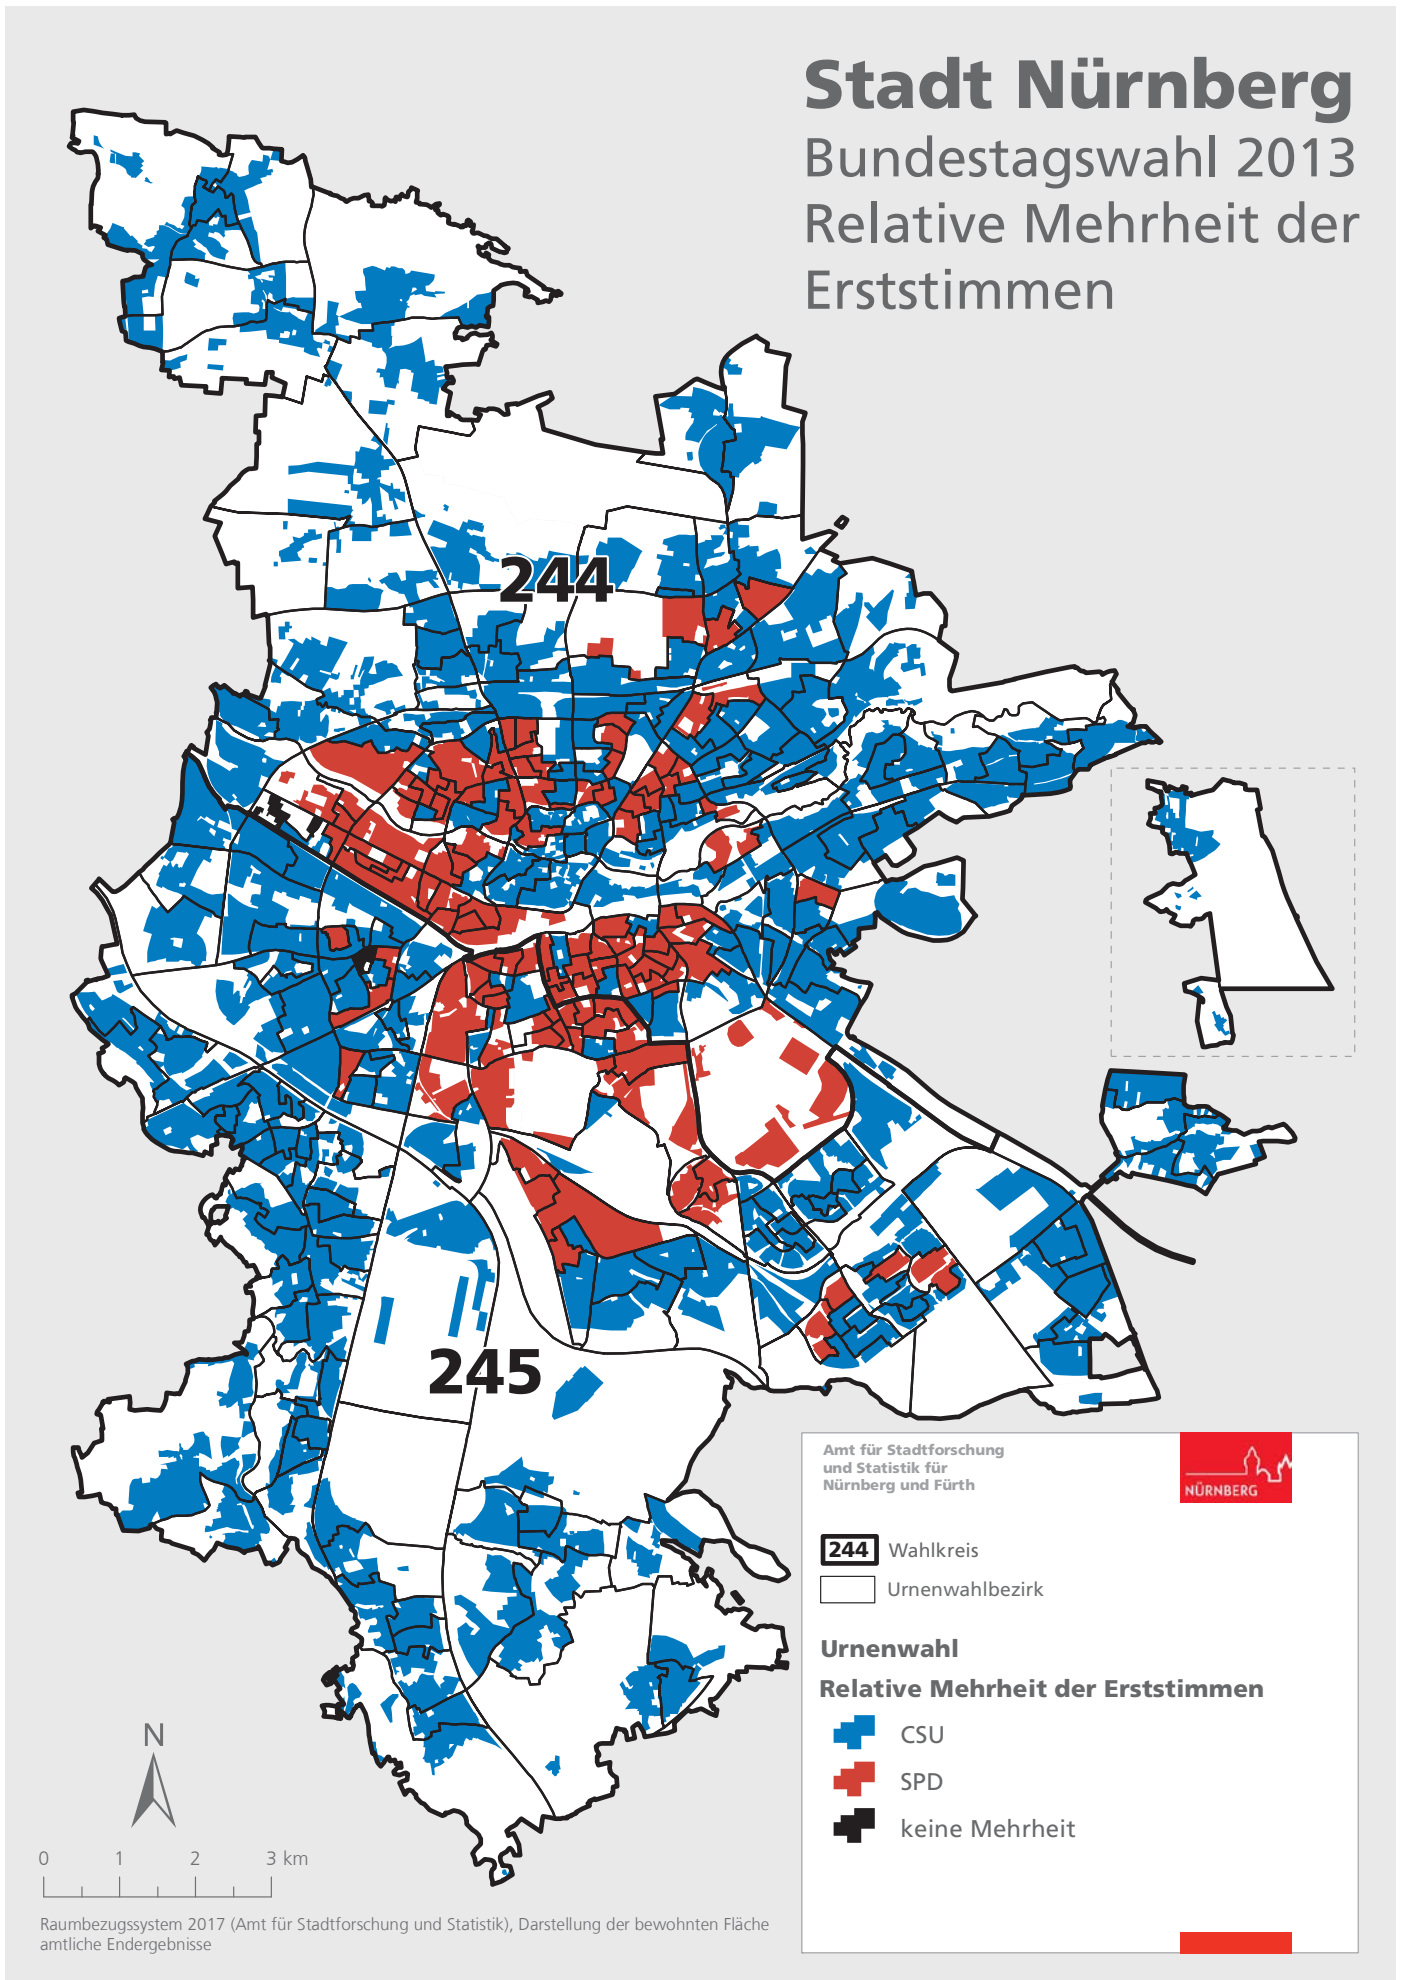 Stadt Nürnberg
Bundestagswahl 2013
Relative Mehrheit der
Erststimmen
244
245
Amt für Stadtforschung
und Statistik für
Nürnberg und Fürth
NÜRNBERG
244 Wahlkreis
Urnenwahlbezirk
Urnenwahl
Relative Mehrheit der Erststimmen
CSU
SPD
keine Mehrheit
N
0 1 2 3 km
Raumbezugssystem 2017 (Amt für Stadtforschung und Statistik), Darstellung der bewohnten Fläche
amtliche Endergebnisse